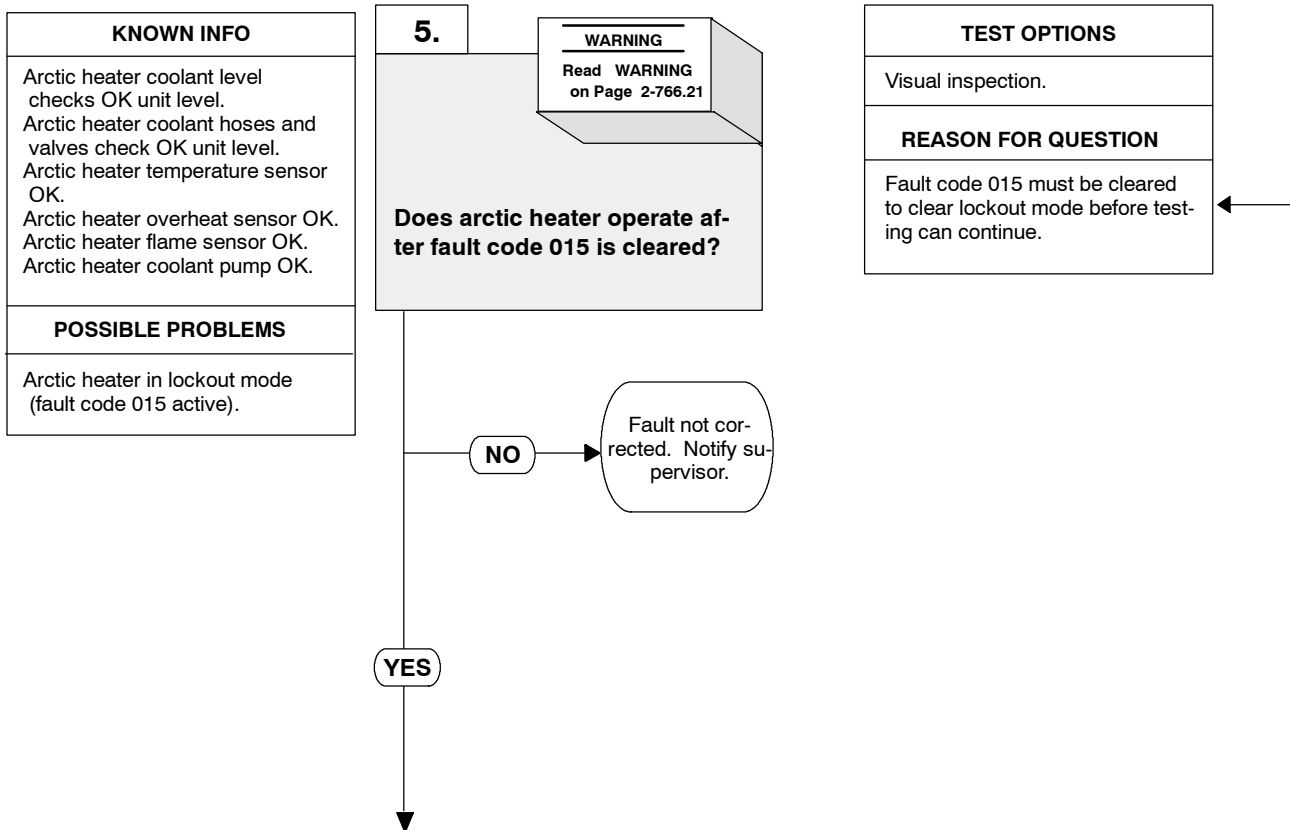 KNOWN INFO
Arctic heater coolant level
checks OK unit level.
Arctic heater coolant hoses and
valves check OK unit level.
Arctic heater temperature sensor
OK.
Arctic heater overheat sensor OK.
Arctic heater flame sensor OK.
Arctic heater coolant pump OK.
POSSIBLE PROBLEMS
Arctic heater in lockout mode
(fault code 015 active).
5.
WARNING
Read WARNING
on Page 2-766.21
Does arctic heater operate af-
ter fault code 015 is cleared?
NO
Fault not cor-
rected. Notify su-
pervisor.
YES
TEST OPTIONS
Visual inspection.
REASON FOR QUESTION
Fault code 015 must be cleared
to clear lockout mode before test-
ing can continue.